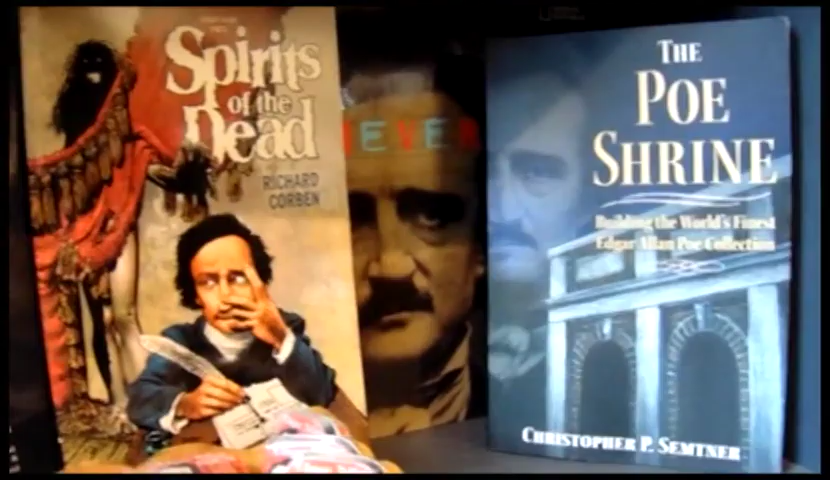 Spirits
of the
Dead
RICHARD
CORBEN
EVER
THE
POE
SHRINE
Building the World's Finest
Edgar Allan Poe Collection
CHRISTOPHER P. SEMTNER